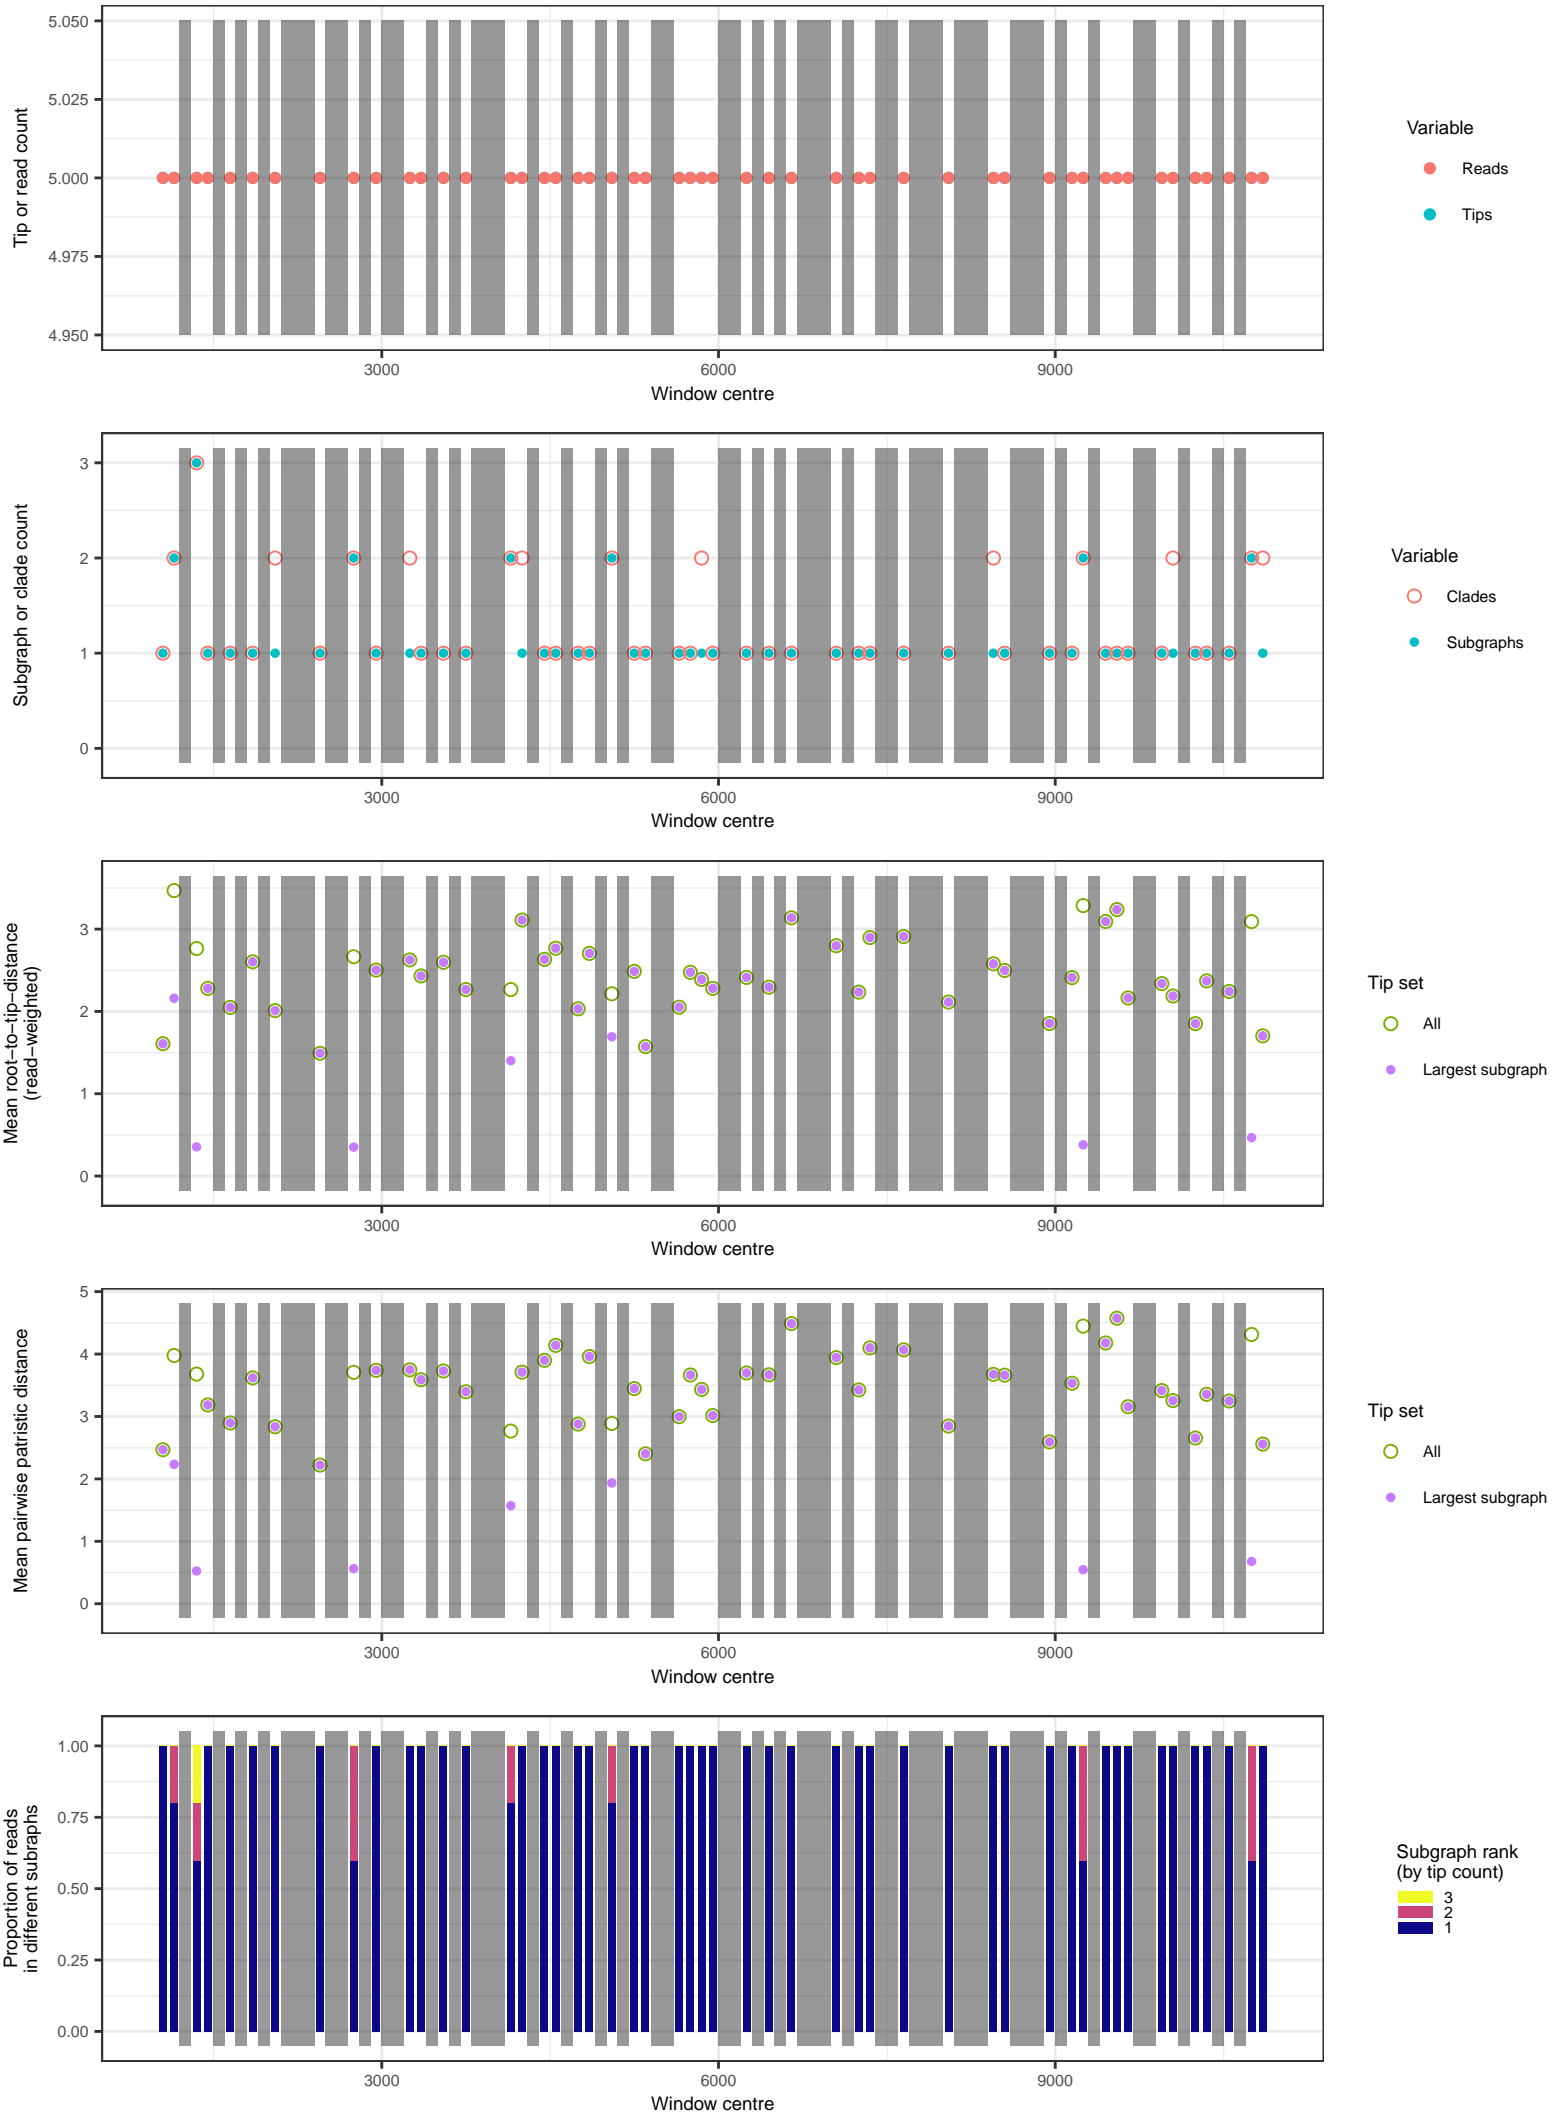 5.050
5.025
5.000
4.975
4.950
Tip or read count
3000 6000 9000
Window centre
Variable
Reads
Tips
3
2
1
0
Subgraph or clade count
3000 6000 9000
Window centre
Variable
Clades
Subgraphs
3
2
1
0
Mean root−to−tip−distance
(read−weighted)
3000 6000 9000
Window centre
Tip set
All
Largest subgraph
5
4
3
2
1
0
Mean pairwise patristic distance
3000 6000 9000
Window centre
Tip set
All
Largest subgraph
1.00
0.75
0.50
0.25
0.00
Proportion of reads
in different subraphs
3000 6000 9000
Window centre
Subgraph rank
(by tip count)
3
2
1